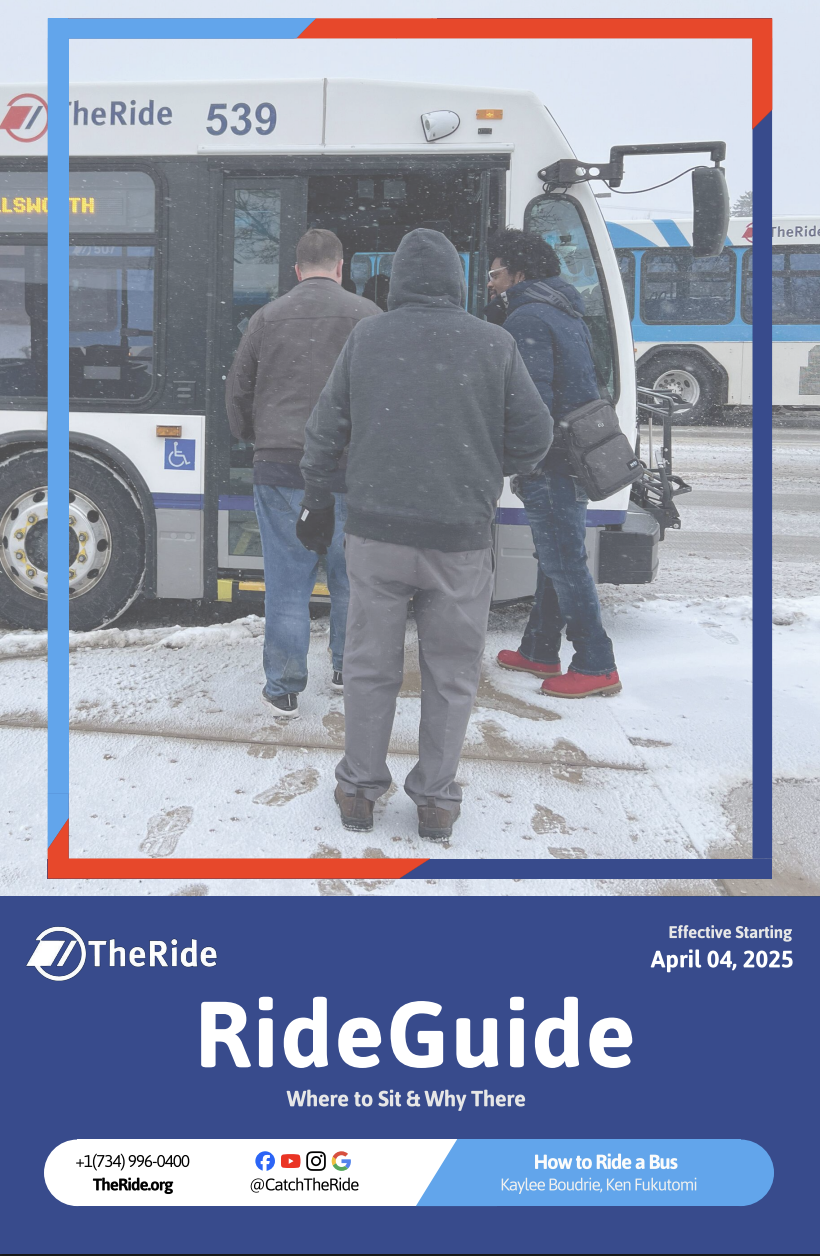 TheRide 539
TheRide
LLSWORTH
TheRide
Effective Starting
April 04, 2025
RideGuide
Where to Sit & Why There
+1(734) 996-0400
TheRide.org
@CatchTheRide
How to Ride a Bus
Kaylee Boudrie, Ken Fukutomi